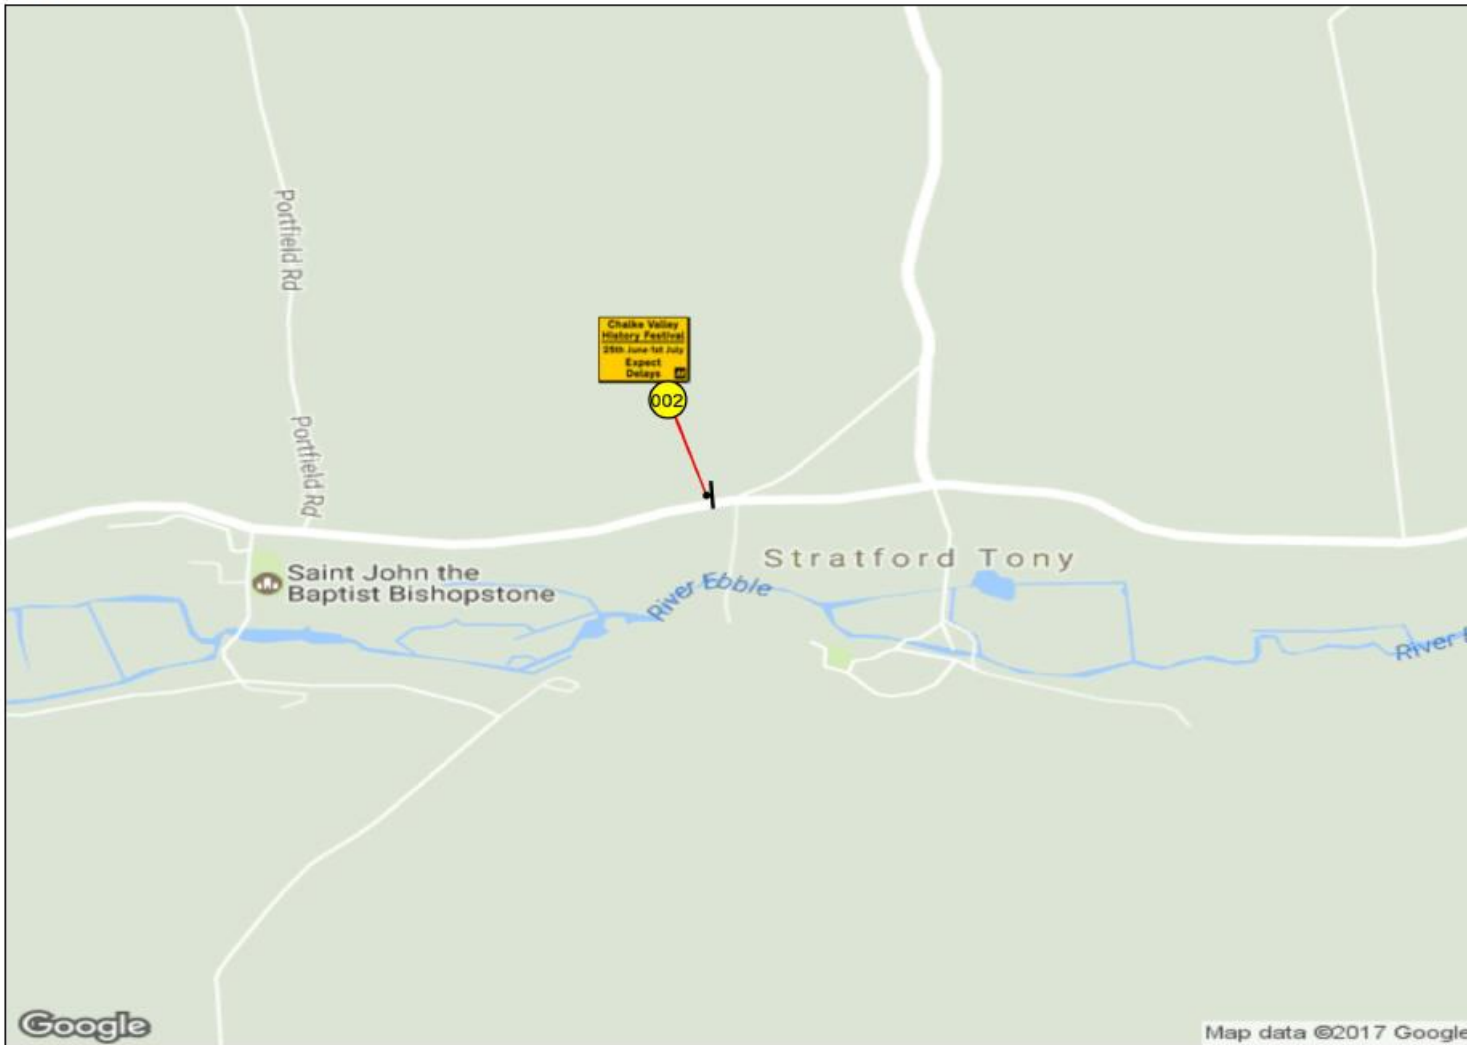 Portfield Rd
Chalke Valley
History Festival
25th June-1st July
Expect
Delays
002
Portfield Rd
Stratford Tony
Saint John the
Baptist Bishopstone
River Ebble
River
Google
Map data ©2017 Google